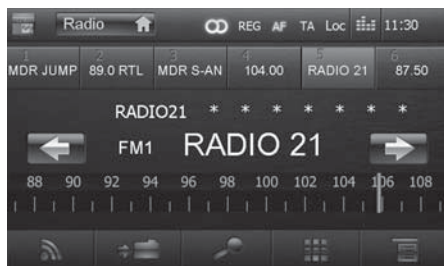 Radio REG AF TA Loc 11:30
1 2 3 4 5 6
MDR JUMP 89.0 RTL MDR S-AN 104.00 RADIO 21 87.50
RADIO21 * * * * * * *
FM1 RADIO 21
88 90 92 94 96 98 100 102 104 106 108